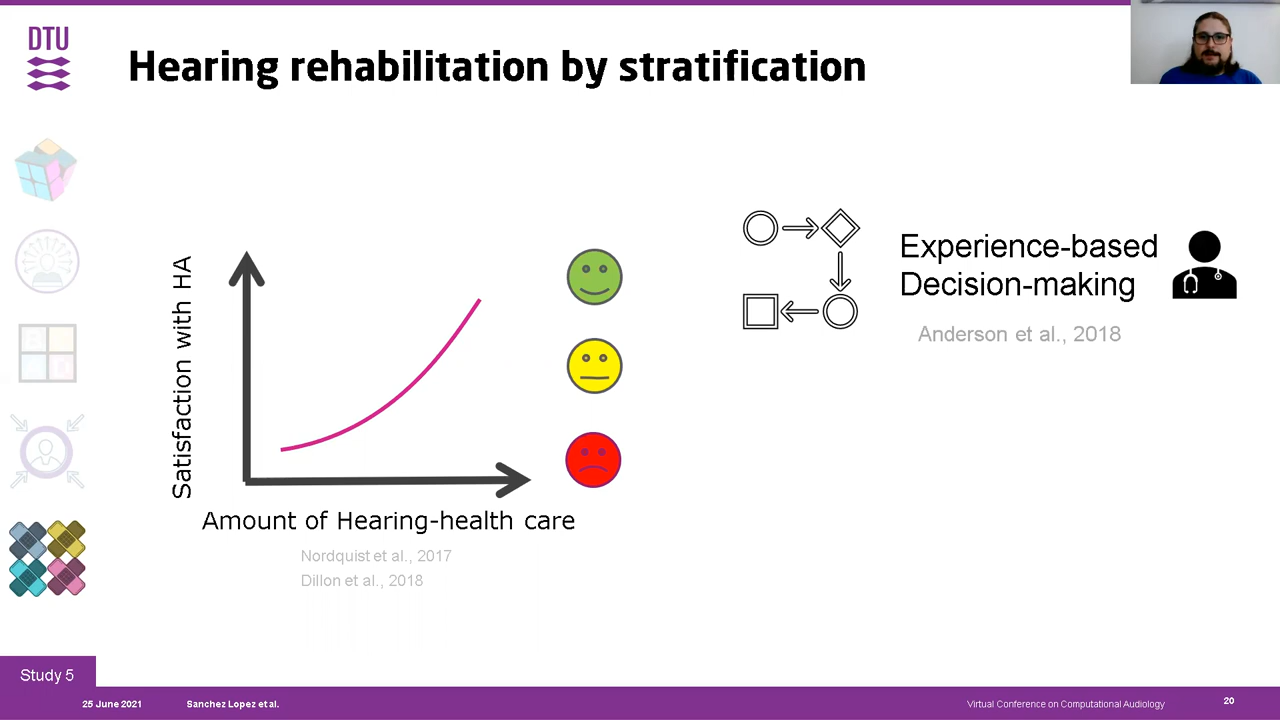 DTU
Hearing rehabilitation by stratification
Satisfaction with HA
Amount of Hearing-health care
Nordquist et al., 2017
Dillon et al., 2018
Experience-based
Decision-making
Anderson et al., 2018
Study 5
25 June 2021
Sanchez Lopez et al.
Virtual Conference on Computational Audiology
20